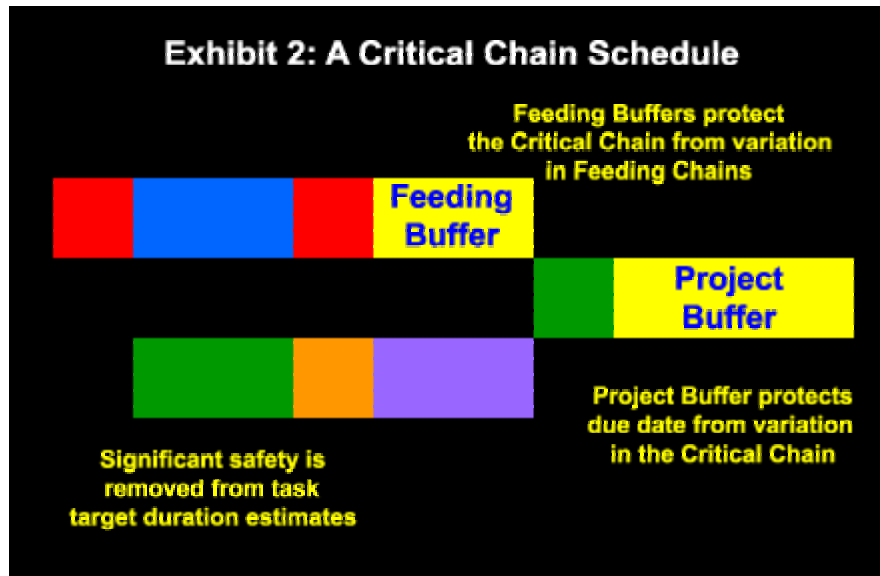 Exhibit 2: A Critical Chain Schedule
Feeding Buffers protect
the Critical Chain from variation
in Feeding Chains
Feeding
Buffer
Project
Buffer
Project Buffer protects
due date from variation
in the Critical Chain
Significant safety is
removed from task
target duration estimates